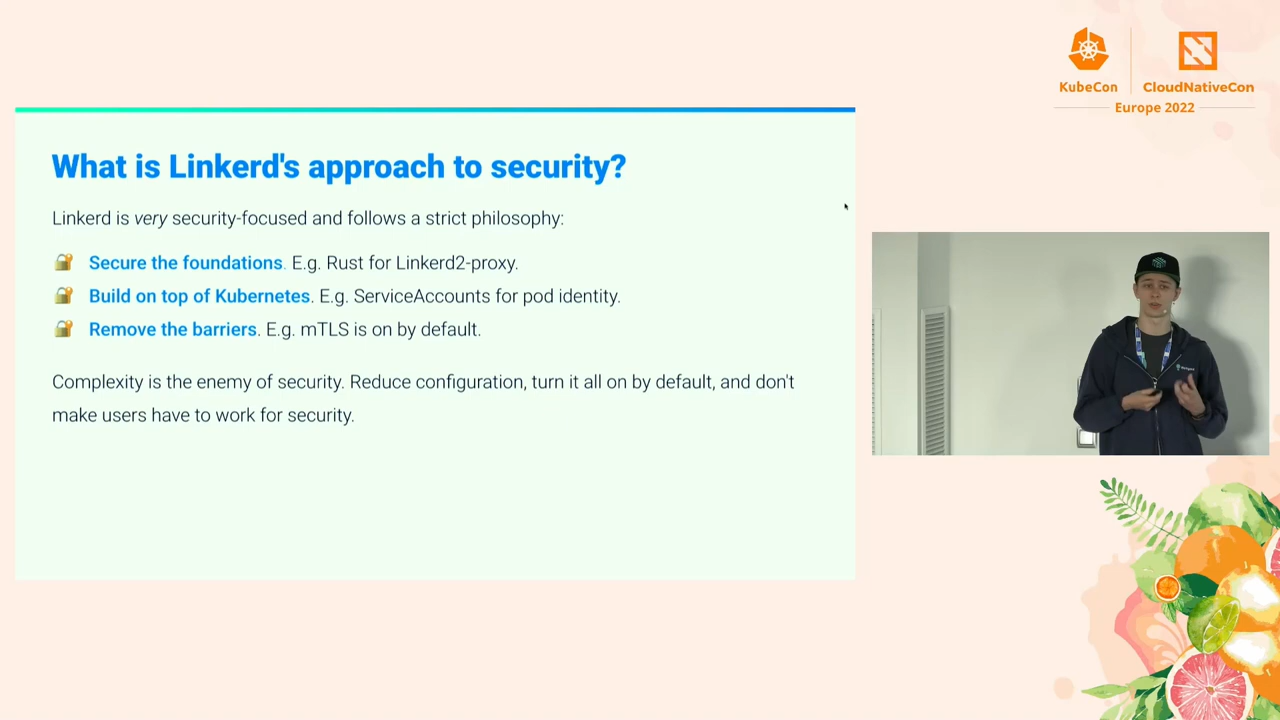 KubeCon
CloudNativeCon
Europe 2022
What is Linkerd's approach to security?
Linkerd is very security-focused and follows a strict philosophy:
Secure the foundations. E.g. Rust for Linkerd2-proxy.
Build on top of Kubernetes. E.g. ServiceAccounts for pod identity.
Remove the barriers. E.g. mTLS is on by default.
Complexity is the enemy of security. Reduce configuration, turn it all on by default, and don't
make users have to work for security.